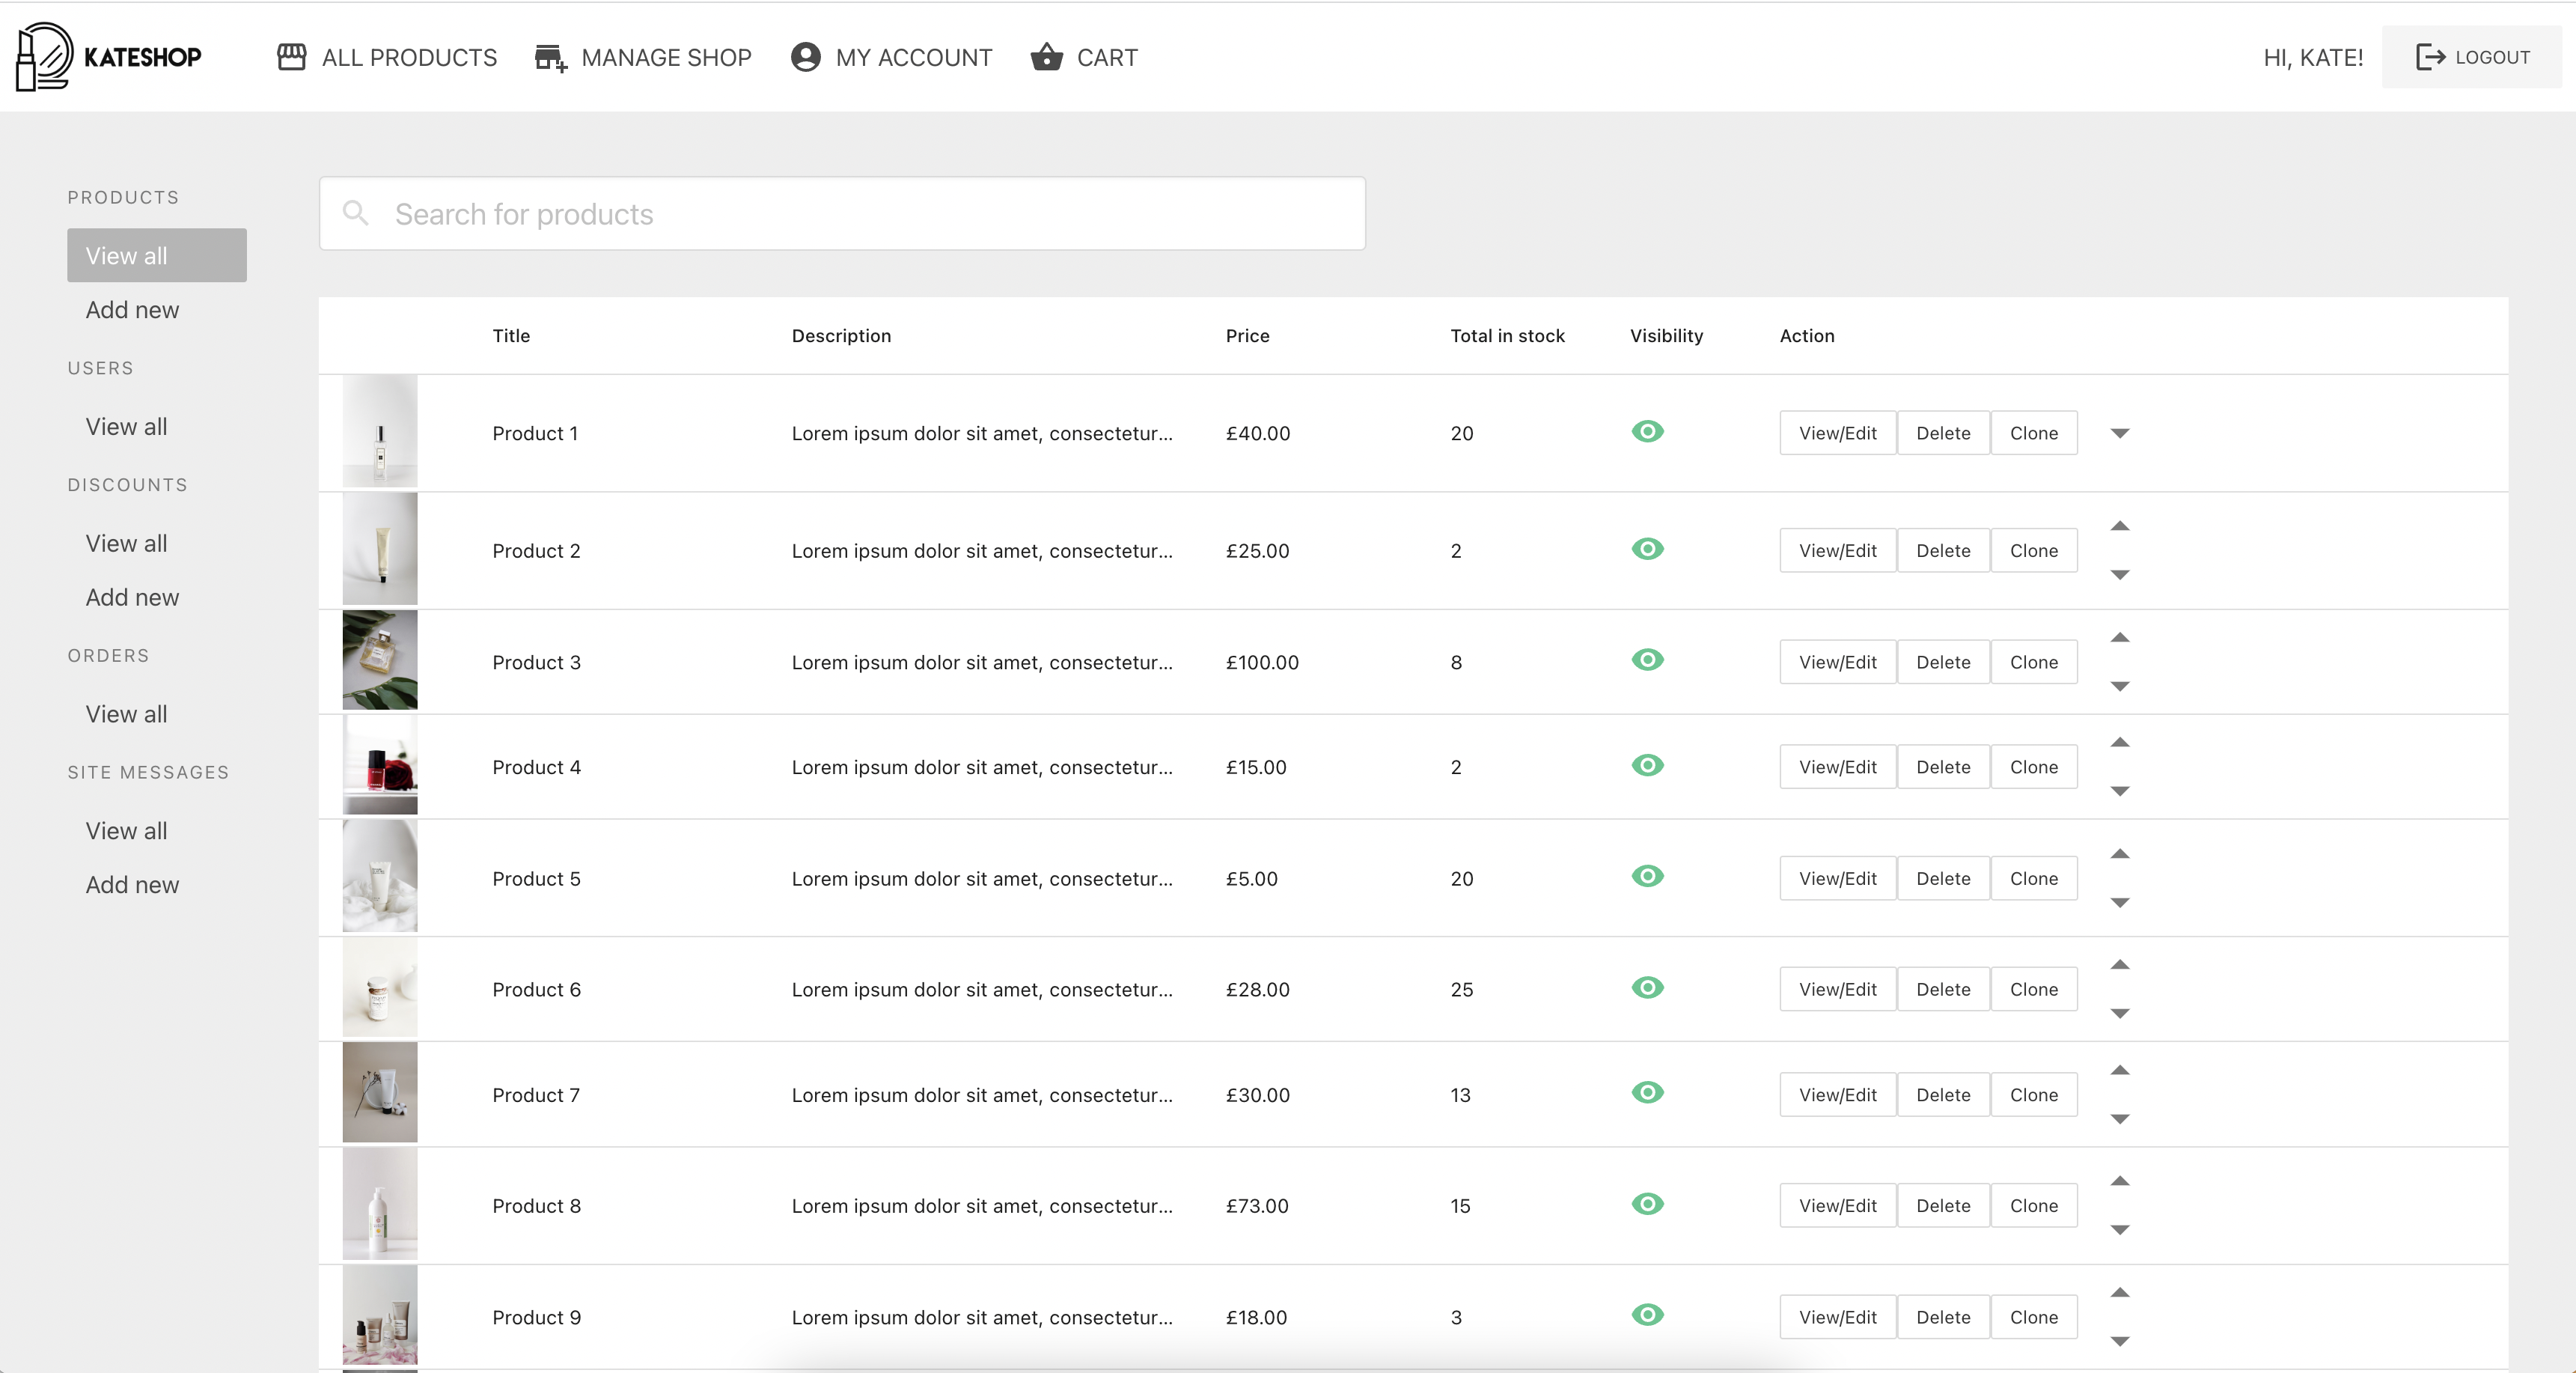 KATESHOP ALL PRODUCTS MANAGE SHOP MY ACCOUNT CART HI, KATE! LOGOUT
PRODUCTS
View all
Add new
USERS
View all
DISCOUNTS
View all
Add new
ORDERS
View all
SITE MESSAGES
View all
Add new
Search for products
Title Description Price Total in stock Visibility Action
Product 1 Lorem ipsum dolor sit amet, consectetur... £40.00 20 View/Edit Delete Clone
Product 2 Lorem ipsum dolor sit amet, consectetur... £25.00 2 View/Edit Delete Clone
Product 3 Lorem ipsum dolor sit amet, consectetur... £100.00 8 View/Edit Delete Clone
Product 4 Lorem ipsum dolor sit amet, consectetur... £15.00 2 View/Edit Delete Clone
Product 5 Lorem ipsum dolor sit amet, consectetur... £5.00 20 View/Edit Delete Clone
Product 6 Lorem ipsum dolor sit amet, consectetur... £28.00 25 View/Edit Delete Clone
Product 7 Lorem ipsum dolor sit amet, consectetur... £30.00 13 View/Edit Delete Clone
Product 8 Lorem ipsum dolor sit amet, consectetur... £73.00 15 View/Edit Delete Clone
Product 9 Lorem ipsum dolor sit amet, consectetur... £18.00 3 View/Edit Delete Clone